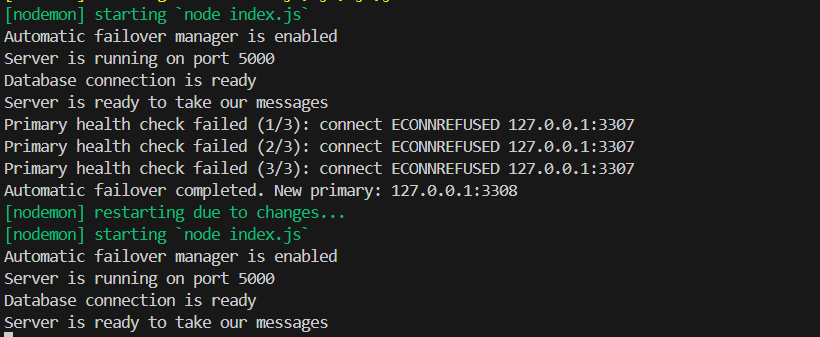 [nodemon] starting `node index.js`
Automatic failover manager is enabled
Server is running on port 5000
Database connection is ready
Server is ready to take our messages
Primary health check failed (1/3): connect ECONNREFUSED 127.0.0.1:3307
Primary health check failed (2/3): connect ECONNREFUSED 127.0.0.1:3307
Primary health check failed (3/3): connect ECONNREFUSED 127.0.0.1:3307
Automatic failover completed. New primary: 127.0.0.1:3308
[nodemon] restarting due to changes...
[nodemon] starting `node index.js`
Automatic failover manager is enabled
Server is running on port 5000
Database connection is ready
Server is ready to take our messages